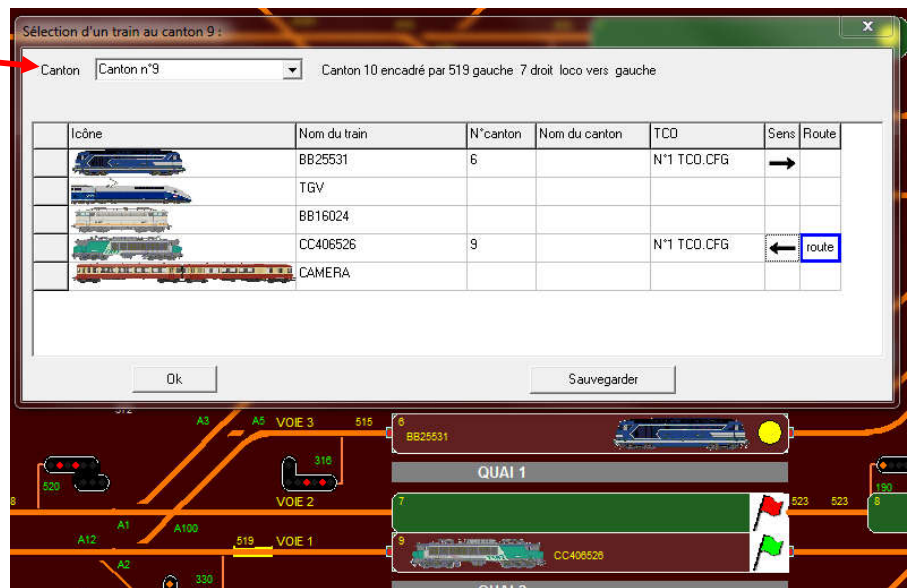 Sélection d'un train au canton 9 :
x
Canton Canton n°9 Canton 10 encadré par 519 gauche 7 droit loco vers gauche
Icône Nom du train N°canton Nom du canton TCO Sens Route
BB25531 6 N°1 TCO.CFG
TGV
BB16024
CC406526 9 N°1 TCO.CFG route
CAMERA
Ok Sauvegarder
A3 A5 VOIE 3 515 6
BB25531
316 QUAI 1
520 190
8 VOIE 2 7 523 523 8
A1 A100
A12 519 VOIE 1 9 CC406526
A2
330